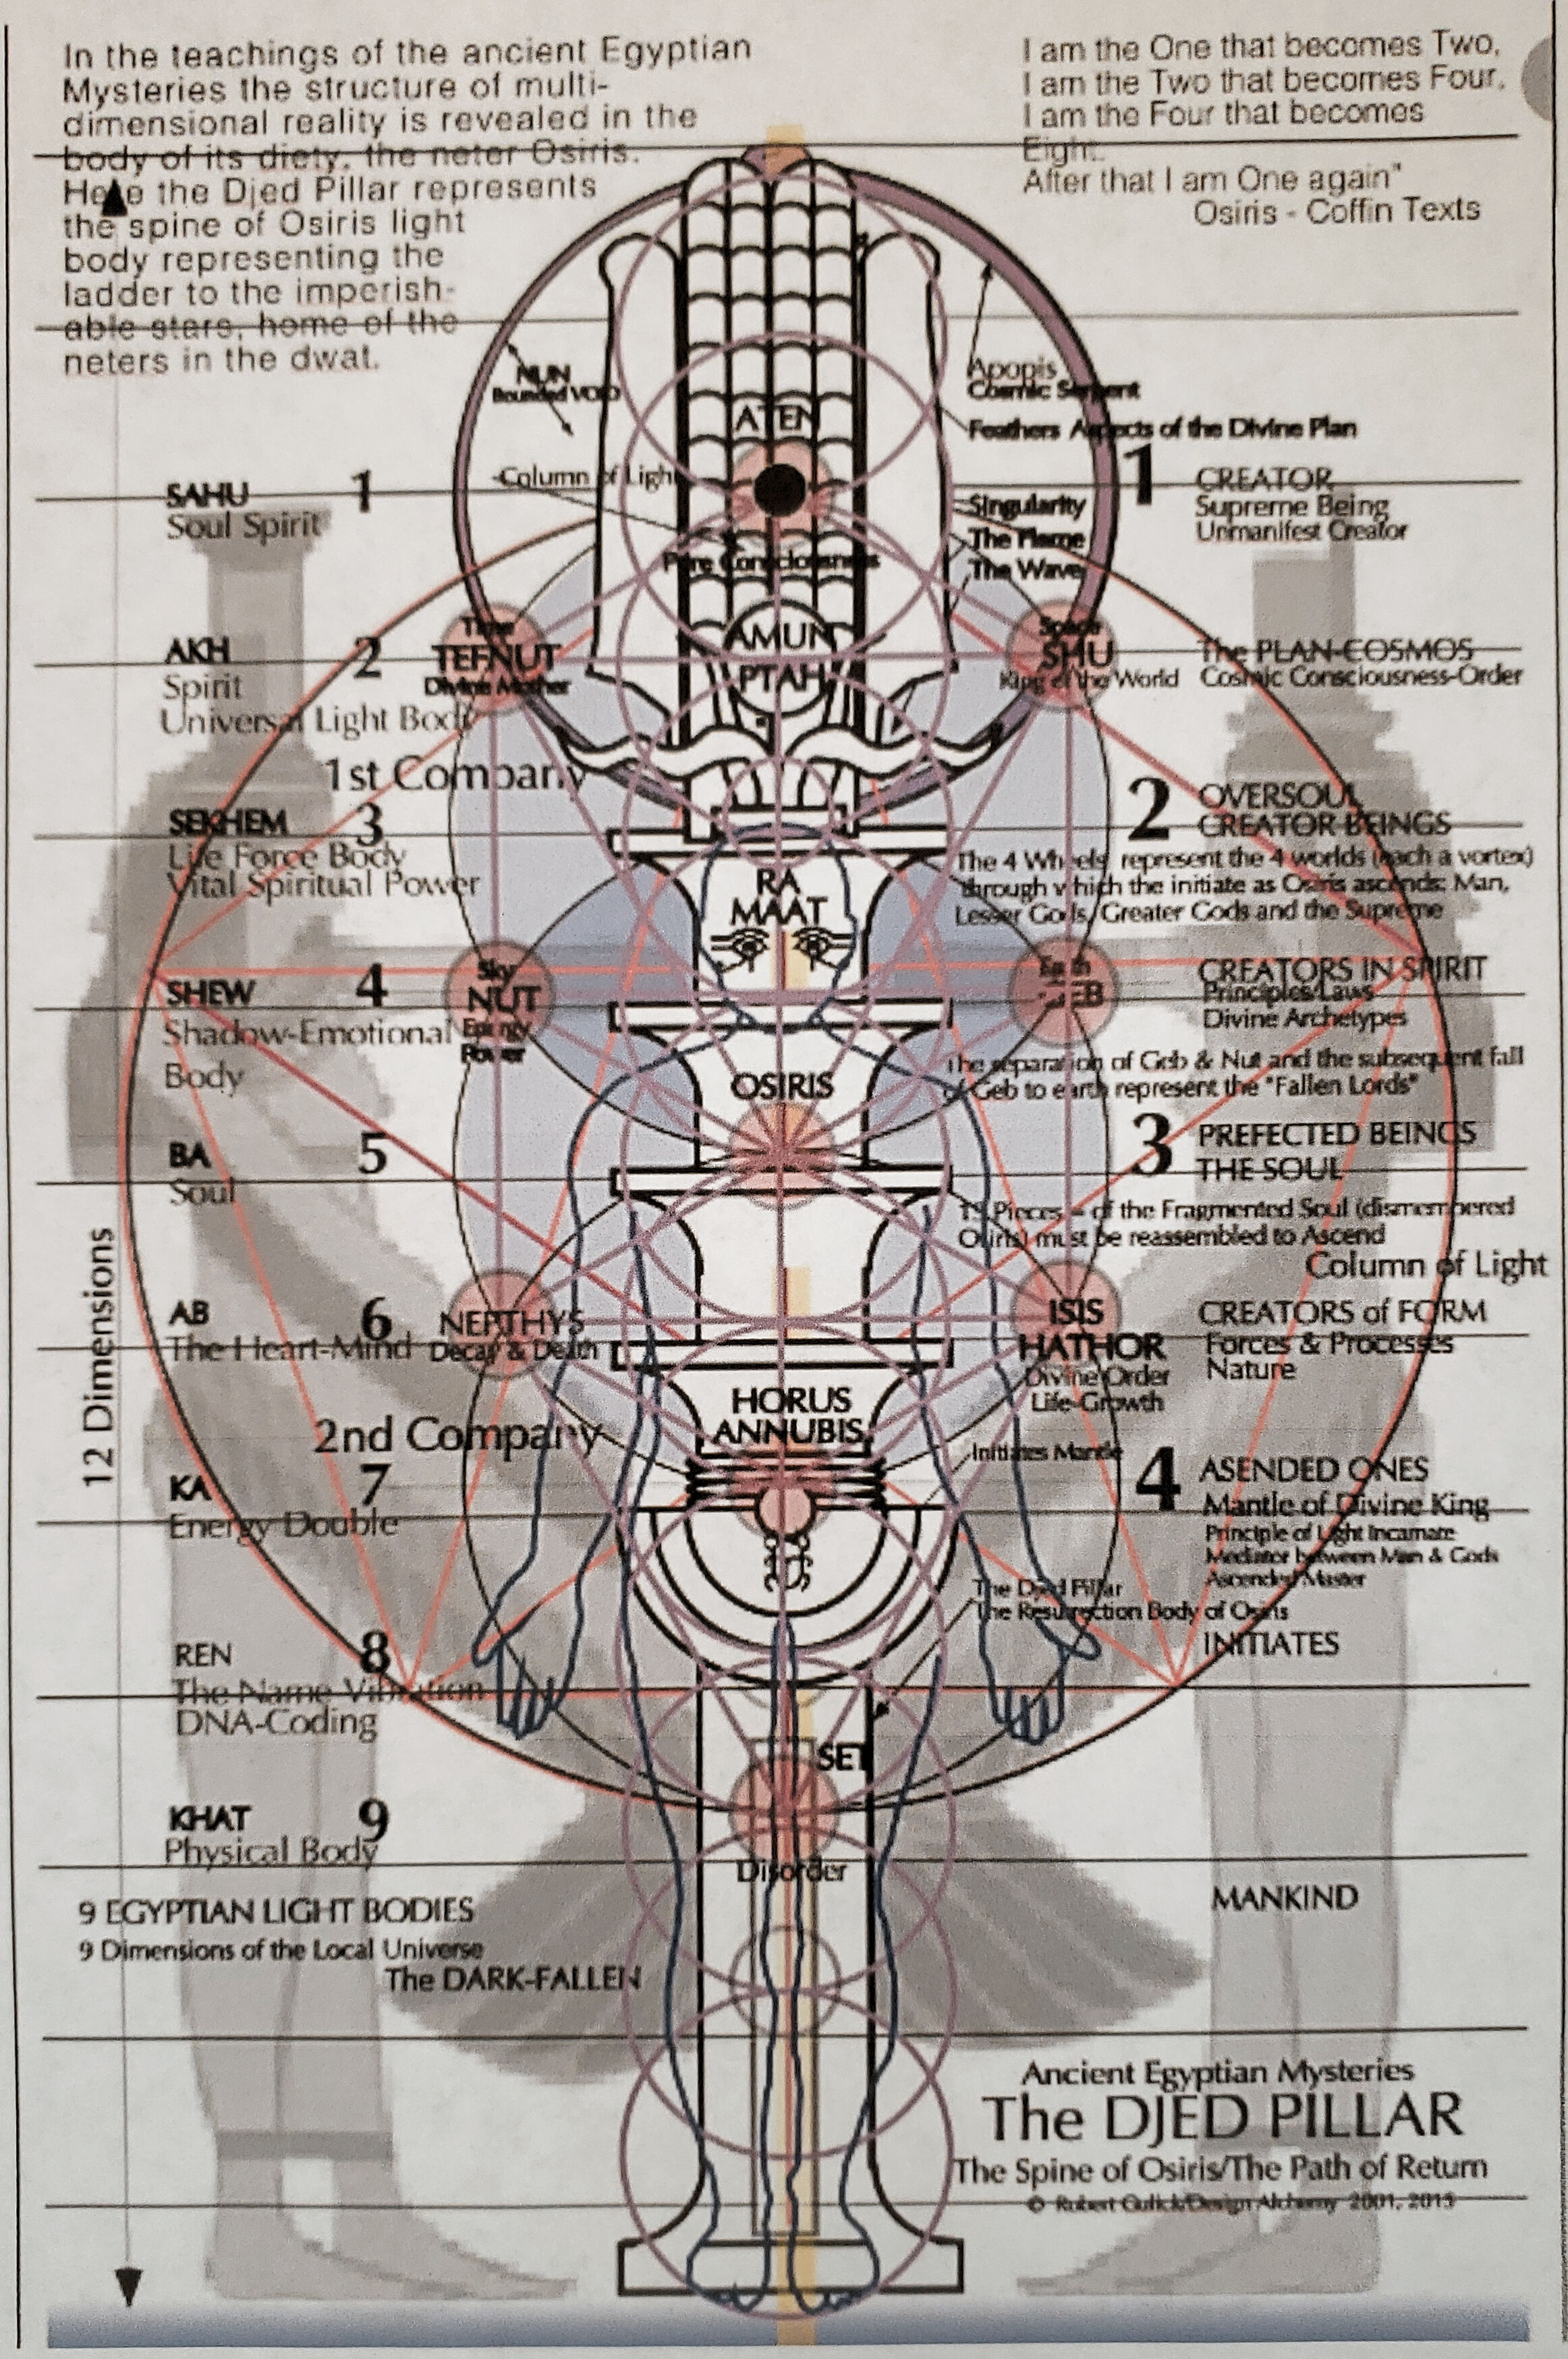 In the teachings of the ancient Egyptian
Mysteries the structure of multi-
dimensional reality is revealed in the
body of its diety, the neter Osiris.
Here the Djed Pillar represents
the spine of Osiris light
body representing the
ladder to the imperish-
able stars, home of the
neters in the dwat.
I am the One that becomes Two,
I am the Two that becomes Four,
I am the Four that becomes
Eight.
After that I am One again"
Osiris - Coffin Texts
NUN
Bounded VOID
Apopis
Cosmic Serpent
ATEN
Feathers Aspects of the Divine Plan
Column of Light
SAHU 1
Soul Spirit
1 CREATOR
Supreme Being
Unmanifest Creator
Singularity
The Flame
The Wave
Pure Consciousness
AKH 2
Spirit
Universal Light Body
Time
TEFNUT
Divine Mother
AMUN
PTAH
Space
SHU
King of the World
The PLAN-COSMOS
Cosmic Consciousness-Order
1st Company
SEKHEM 3
Life Force Body
Vital Spiritual Power
2 OVERSOUL
CREATOR BEINGS
The 4 Wheels represent the 4 worlds (each a vortex)
through which the initiate as Osiris ascends: Man,
Lesser Gods, Greater Gods and the Supreme
RA
MAAT
SHEW 4
Shadow-Emotional
Body
Sky
NUT
Energy
Power
Earth
GEB
CREATORS IN SPIRIT
Principles/Laws
Divine Archetypes
The separation of Geb & Nut and the subsequent fall
of Geb to earth represent the "Fallen Lords"
OSIRIS
BA 5
Soul
3 PREFECTED BEINGS
THE SOUL
Pieces = of the Fragmented Soul (dismembered
Osiris) must be reassembled to Ascend
Column of Light
12 Dimensions
AB 6
The Heart-Mind
NEPTHYS
Decay & Death
ISIS
HATHOR
Divine Order
Life-Growth
CREATORS of FORM
Forces & Processes
Nature
HORUS
ANNUBIS
2nd Company
KA 7
Energy Double
Initiates Mantle
4 ASENDED ONES
Mantle of Divine King
Principle of Light Incarnate
Mediator between Man & Gods
Ascended Master
The Djed Pillar
The Resurrection Body of Osiris
INITIATES
REN 8
The Name-Vibration
DNA-Coding
SET
Disorder
KHAT 9
Physical Body
9 EGYPTIAN LIGHT BODIES
9 Dimensions of the Local Universe
The DARK-FALLEN
MANKIND
Ancient Egyptian Mysteries
The DJED PILLAR
The Spine of Osiris/The Path of Return
© Robert Gulick/Design Alchemy 2001, 2013